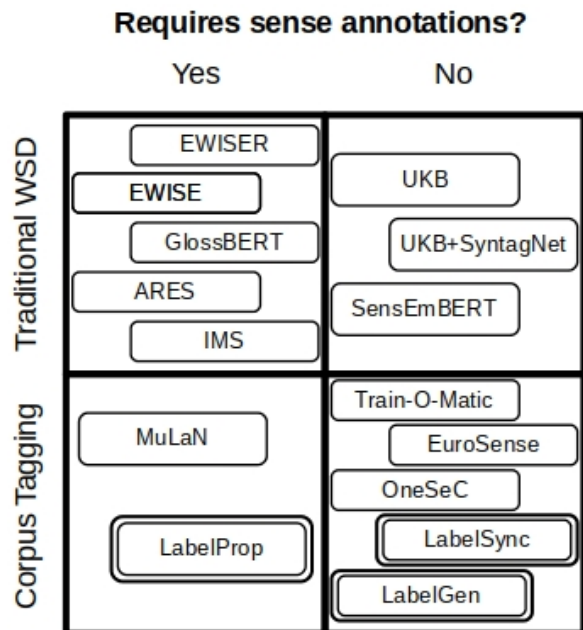 Requires sense annotations?
Yes No
Traditional WSD
EWISER
EWISE
GlossBERT
ARES
IMS
UKB
UKB+SyntagNet
SensEmBERT
Corpus Tagging
MuLaN
LabelProp
Train-O-Matic
EuroSense
OneSeC
LabelSync
LabelGen